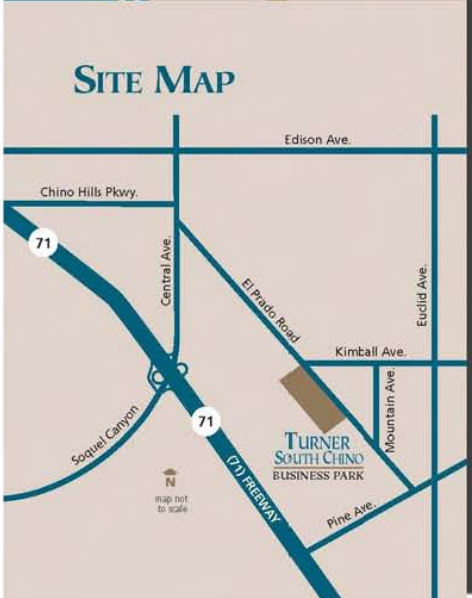 SITE MAP
Edison Ave.
Chino Hills Pkwy.
71
Central Ave.
El Prado Road
Euclid Ave.
Kimball Ave.
Mountain Ave.
71
Soquel Canyon
TURNER
SOUTH CHINO
BUSINESS PARK
N
map not
to scale
(71) FREEWAY
Pine Ave.